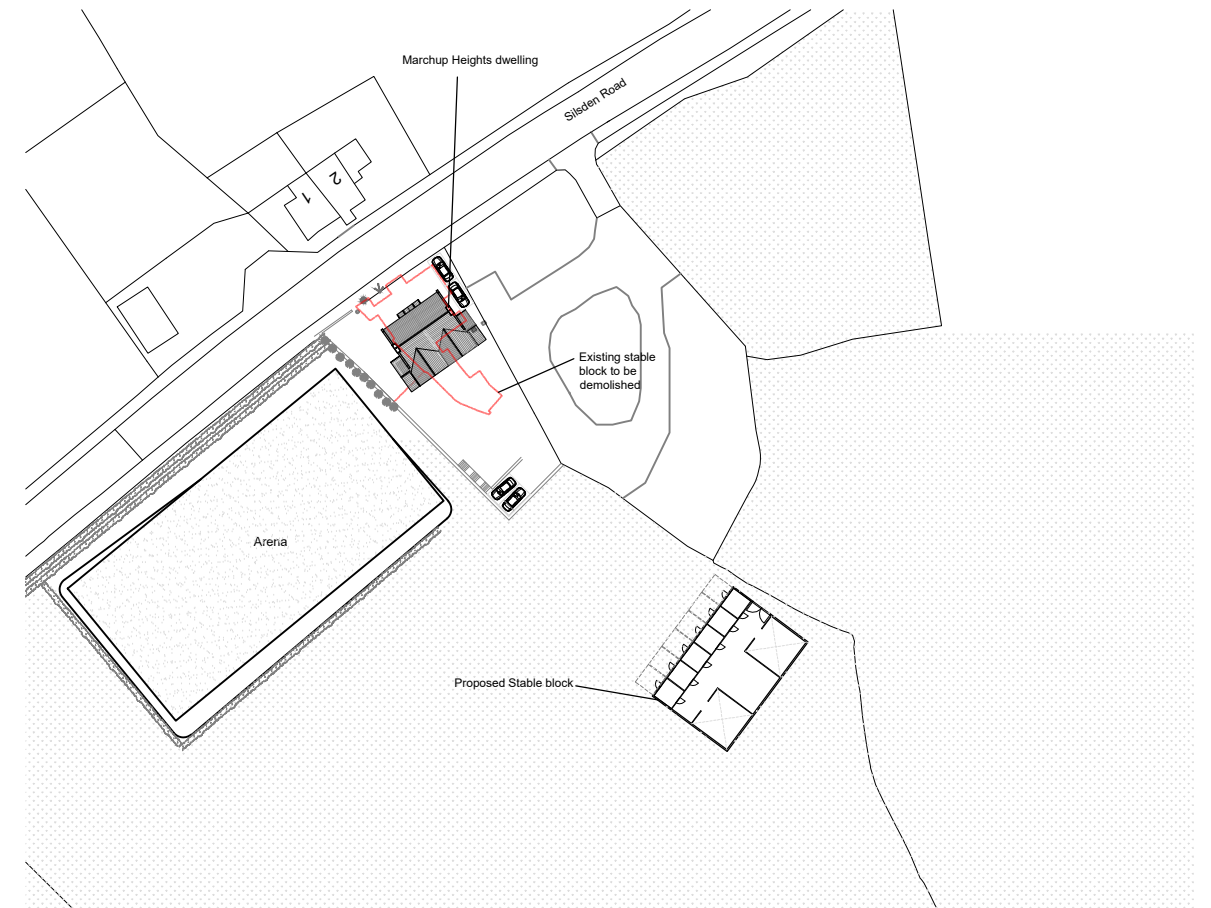 Marchup Heights dwelling
Silsden Road
2
1
Existing stable
block to be
demolished
Arena
Proposed Stable block